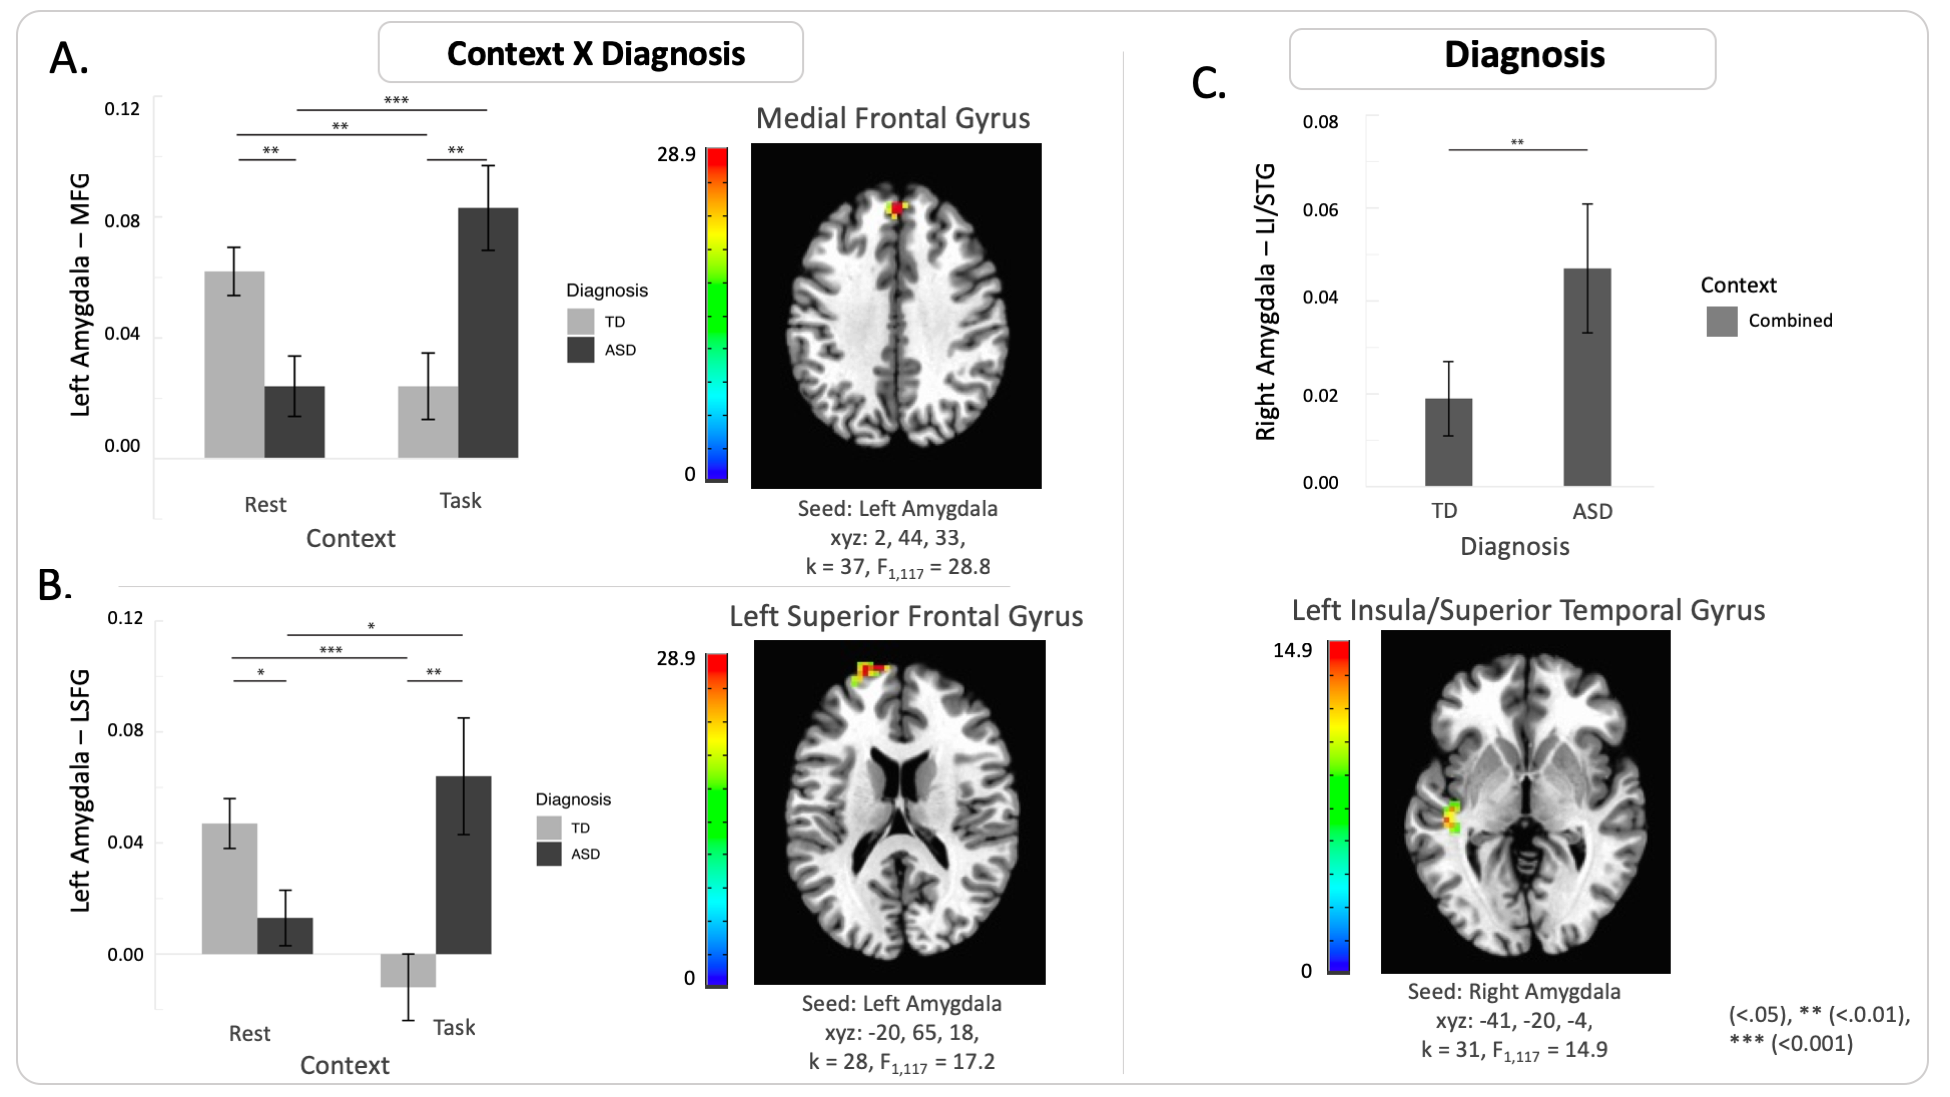 A.
Context X Diagnosis
Left Amygdala – MFG
0.12
0.08
0.04
0.00
***
**
**
**
Rest
Task
Context
Diagnosis
TD
ASD
Medial Frontal Gyrus
28.9
0
Seed: Left Amygdala
xyz: 2, 44, 33,
k = 37, F1,117 = 28.8
B.
Left Amygdala – LSFG
0.12
0.08
0.04
0.00
*
***
*
**
Rest
Task
Context
Diagnosis
TD
ASD
Left Superior Frontal Gyrus
28.9
0
Seed: Left Amygdala
xyz: -20, 65, 18,
k = 28, F1,117 = 17.2
C.
Diagnosis
Right Amygdala – LI/STG
0.08
0.06
0.04
0.02
0.00
**
TD
ASD
Diagnosis
Context
Combined
Left Insula/Superior Temporal Gyrus
14.9
0
Seed: Right Amygdala
xyz: -41, -20, -4,
k = 31, F1,117 = 14.9
(<.05), ** (<.0.01),
*** (<0.001)